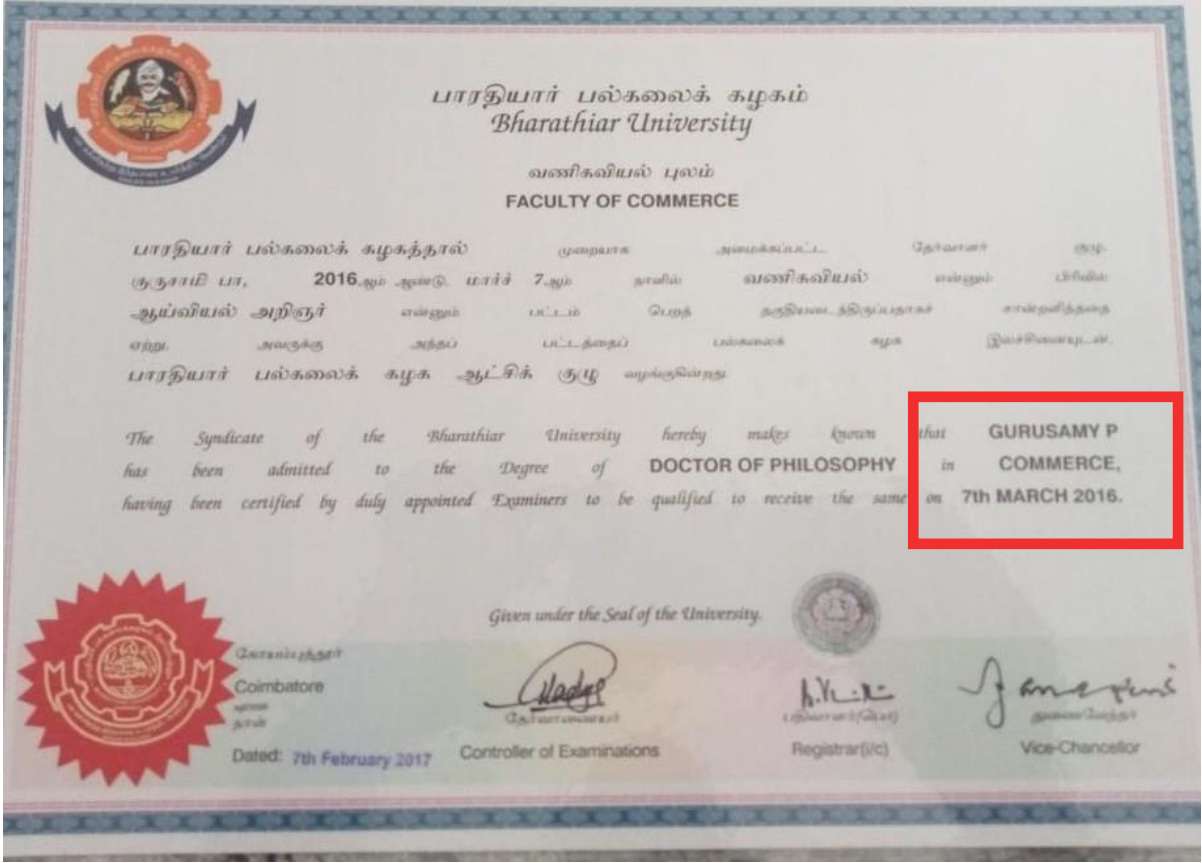 பாரதியார் பல்கலைக் கழகம்
Bharathiar University
வணிகவியல் புலம்
FACULTY OF COMMERCE
பாரதியார் பல்கலைக் கழகத்தால் முறையாக அமைக்கப்பட்ட தேர்வாளர் குழு,
குருசாமி பா, 2016ஆம் ஆண்டு மார்ச் 7ஆம் நாளில் வணிகவியல் என்னும் பிரிவில்
ஆய்வியல் அறிஞர் என்னும் பட்டம் பெறத் தகுதியடைந்திருப்பதாகச் சான்றளித்ததை
ஏற்று, அவருக்கு அந்தப் பட்டத்தைப் பல்கலைக் கழக இலச்சினையுடன்,
பாரதியார் பல்கலைக் கழக ஆட்சிக் குழு வழங்குகின்றது.
The Syndicate of the Bharathiar University hereby makes known that GURUSAMY P
has been admitted to the Degree of DOCTOR OF PHILOSOPHY in COMMERCE,
having been certified by duly appointed Examiners to be qualified to receive the same on 7th MARCH 2016.
Given under the Seal of the University.
கோயம்புத்தூர்
Coimbatore
நாள்
Dated: 7th February 2017
தேர்வாணையர் பதிவாளர்(பொ) துணைவேந்தர்
Controller of Examinations Registrar(i/c) Vice-Chancellor